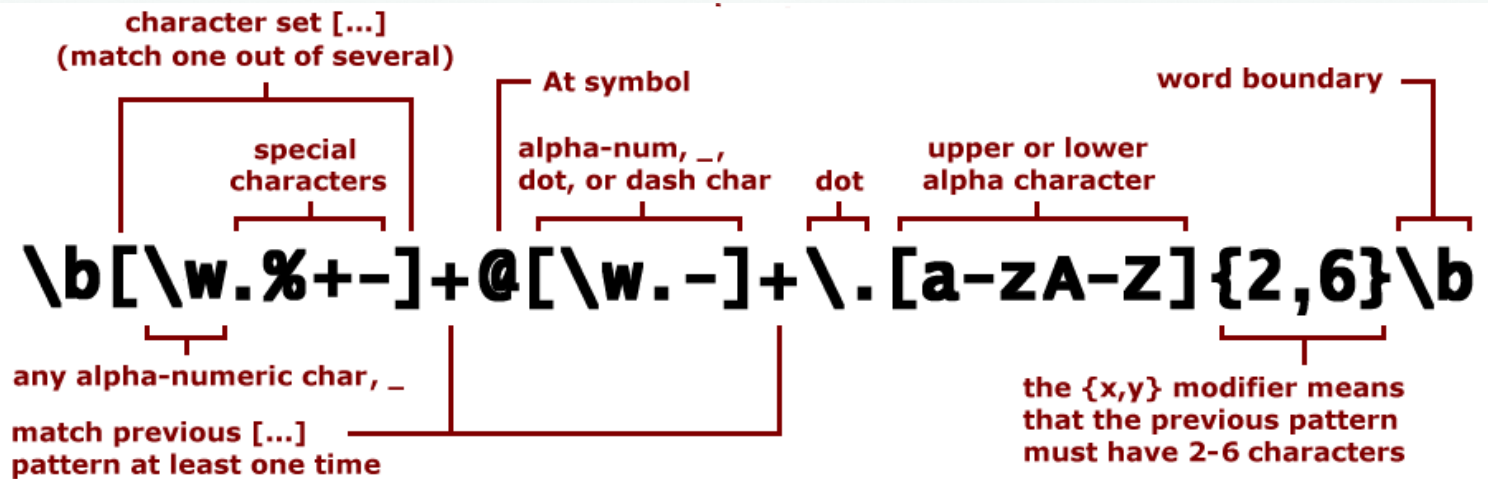 character set [...]
(match one out of several)
At symbol
word boundary
special
characters
alpha-num, _,
dot, or dash char
dot
upper or lower
alpha character
\b[\w.%+-]+@[\w.-]+\.[a-zA-Z]{2,6}\b
any alpha-numeric char, _
match previous [...]
pattern at least one time
the {x,y} modifier means
that the previous pattern
must have 2-6 characters